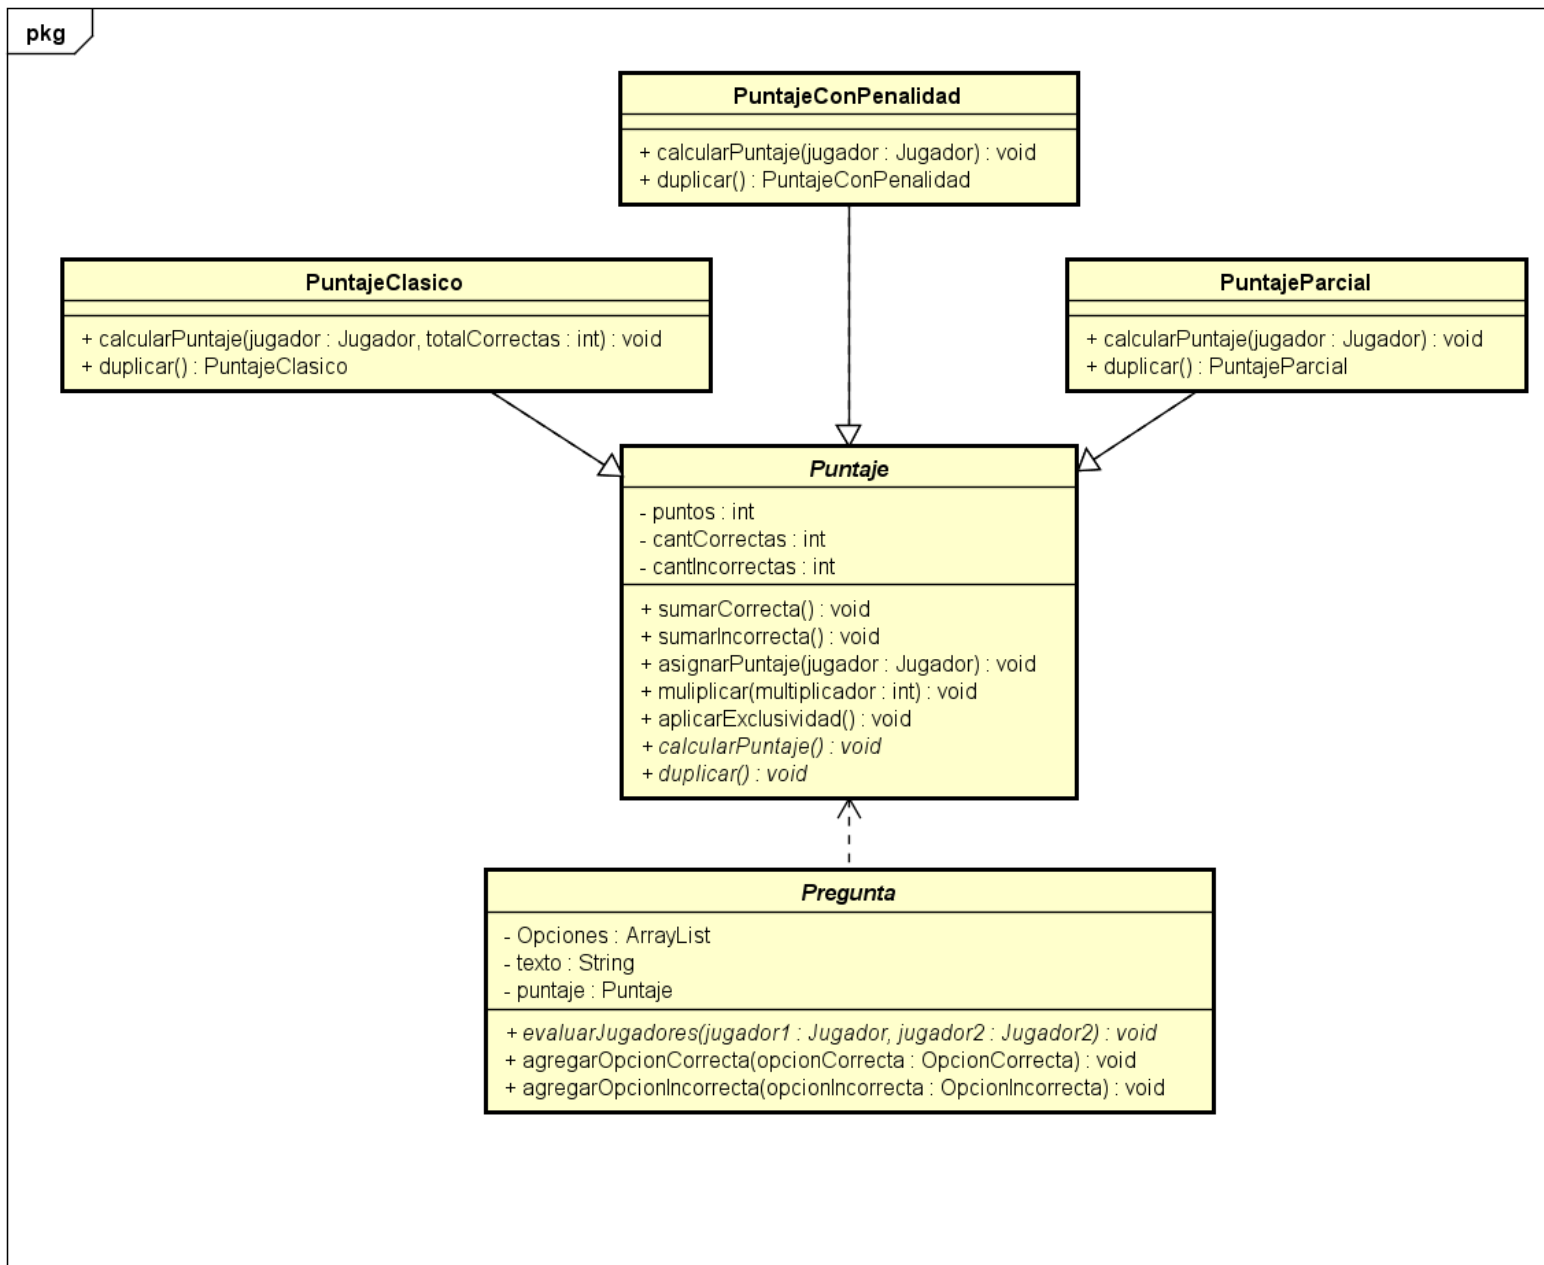 pkg
PuntajeConPenalidad
+ calcularPuntaje(jugador : Jugador) : void
+ duplicar() : PuntajeConPenalidad
PuntajeClasico
+ calcularPuntaje(jugador : Jugador, totalCorrectas : int) : void
+ duplicar() : PuntajeClasico
PuntajeParcial
+ calcularPuntaje(jugador : Jugador) : void
+ duplicar() : PuntajeParcial
Puntaje
- puntos : int
- cantCorrectas : int
- cantIncorrectas : int
+ sumarCorrecta() : void
+ sumarIncorrecta() : void
+ asignarPuntaje(jugador : Jugador) : void
+ muliplicar(multiplicador : int) : void
+ aplicarExclusividad() : void
+ calcularPuntaje() : void
+ duplicar() : void
Pregunta
- Opciones : ArrayList
- texto : String
- puntaje : Puntaje
+ evaluarJugadores(jugador1 : Jugador, jugador2 : Jugador2) : void
+ agregarOpcionCorrecta(opcionCorrecta : OpcionCorrecta) : void
+ agregarOpcionIncorrecta(opcionIncorrecta : OpcionIncorrecta) : void